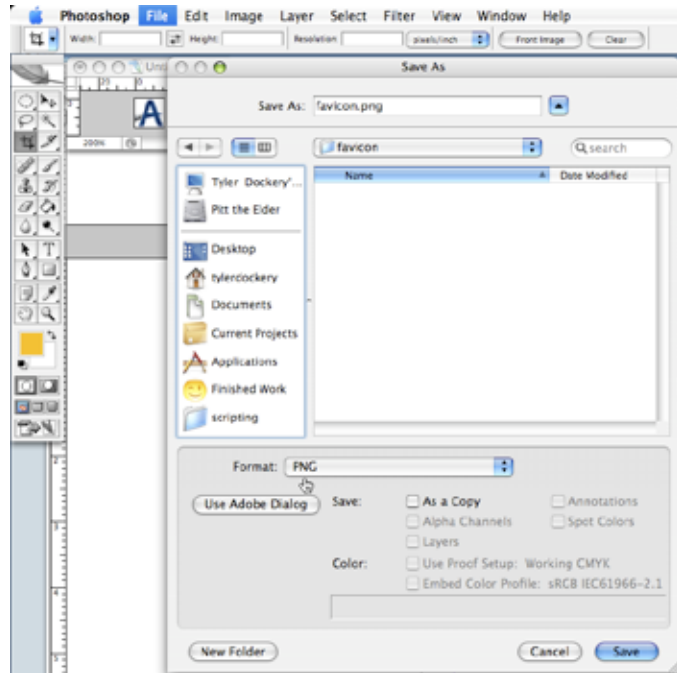 Photoshop File Edit Image Layer Select Filter View Window Help
Width: Height: Resolution: pixels/inch Front Image Clear
Save As
Save As: favicon.png
A
200%
favicon
search
Name Date Modified
Tyler Dockery'...
Pitt the Elder
Desktop
tylerdockery
Documents
Current Projects
Applications
Finished Work
scripting
Format: PNG
Use Adobe Dialog
Save: As a Copy Annotations
Alpha Channels Spot Colors
Layers
Color: Use Proof Setup: Working CMYK
Embed Color Profile: sRGB IEC61966-2.1
New Folder Cancel Save